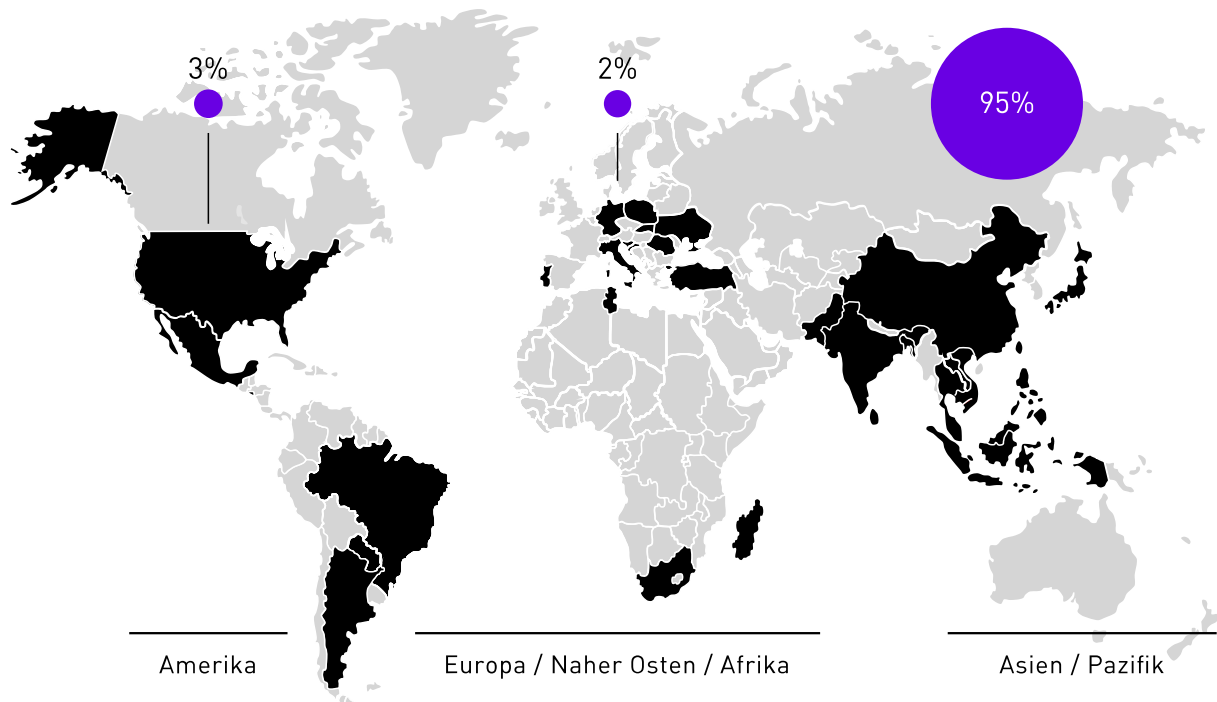 3%
2%
95%
Amerika
Europa / Naher Osten / Afrika
Asien / Pazifik